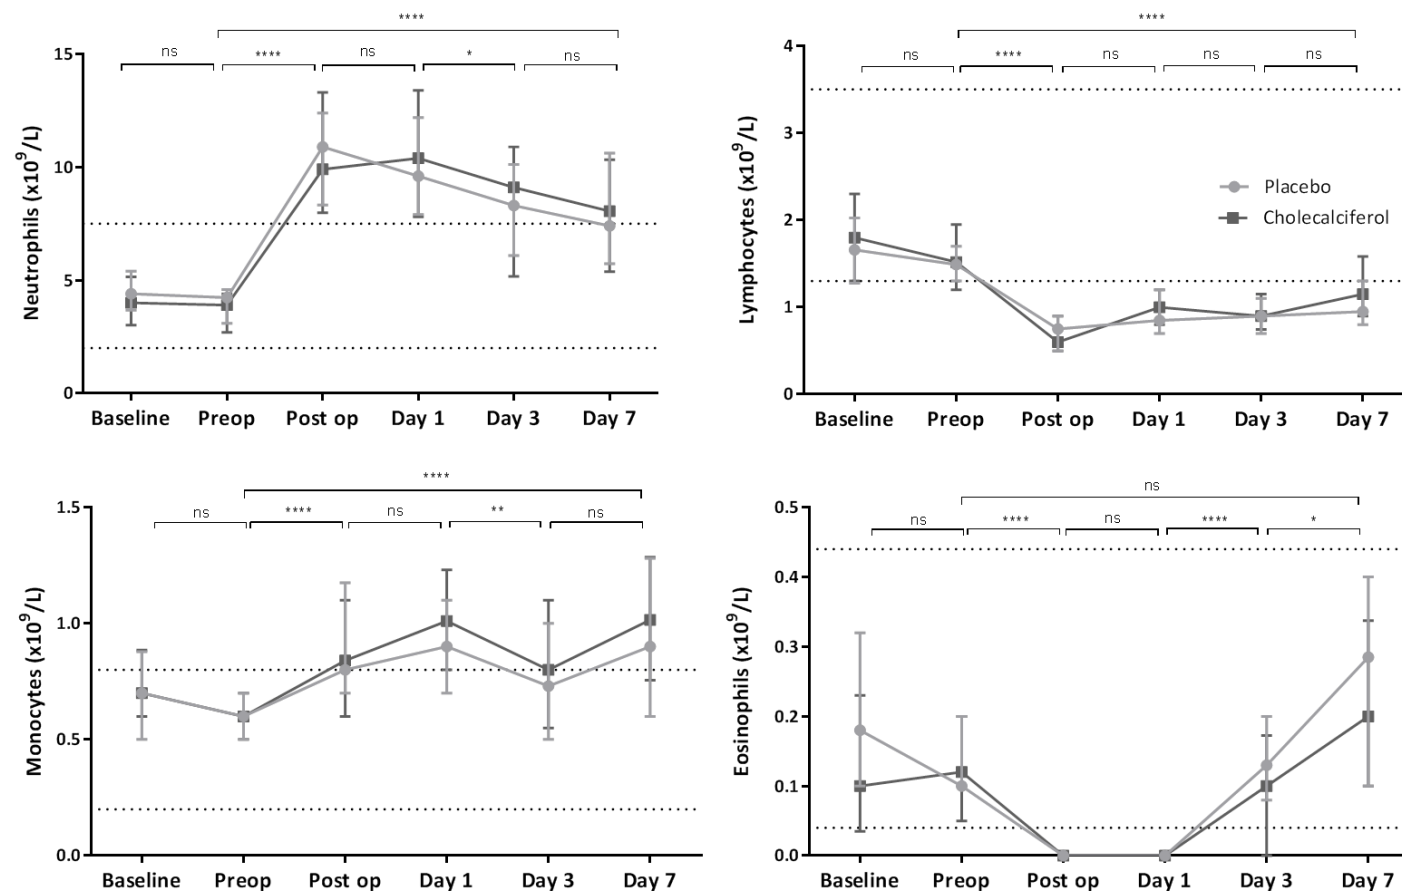 ****
ns
****
ns
*
ns
15
10
5
0
Neutrophils (x10⁹/L)
Baseline Preop Post op Day 1 Day 3 Day 7
****
ns
****
ns
ns
ns
4
3
2
1
0
Lymphocytes (x10⁹/L)
Placebo
Cholecalciferol
Baseline Preop Post op Day 1 Day 3 Day 7
****
ns
****
ns
**
ns
1.5
1.0
0.5
0.0
Monocytes (x10⁹/L)
Baseline Preop Post op Day 1 Day 3 Day 7
ns
ns
****
ns
****
*
0.5
0.4
0.3
0.2
0.1
0.0
Eosinophils (x10⁹/L)
Baseline Preop Post op Day 1 Day 3 Day 7